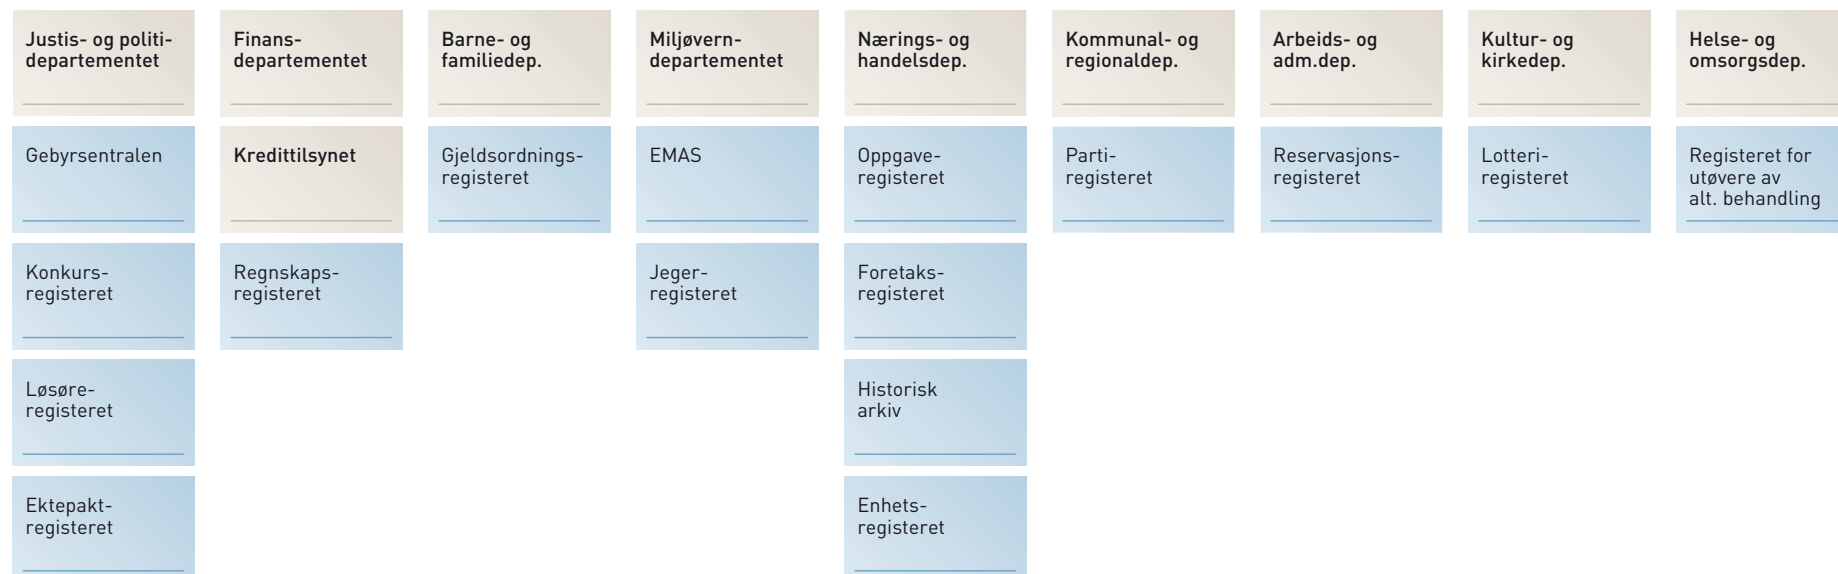 Justis- og politi-
departementet
Finans-
departementet
Barne- og
familiedep.
Miljøvern-
departementet
Nærings- og
handelsdep.
Kommunal- og
regionaldep.
Arbeids- og
adm.dep.
Kultur- og
kirkedep.
Helse- og
omsorgsdep.
Gebyrsentralen
Kredittilsynet
Gjeldsordnings-
registeret
EMAS
Oppgave-
registeret
Parti-
registeret
Reservasjons-
registeret
Lotteri-
registeret
Registeret for
utøvere av
alt. behandling
Konkurs-
registeret
Regnskaps-
registeret
Jeger-
registeret
Foretaks-
registeret
Løsøre-
registeret
Historisk
arkiv
Ektepakt-
registeret
Enhets-
registeret